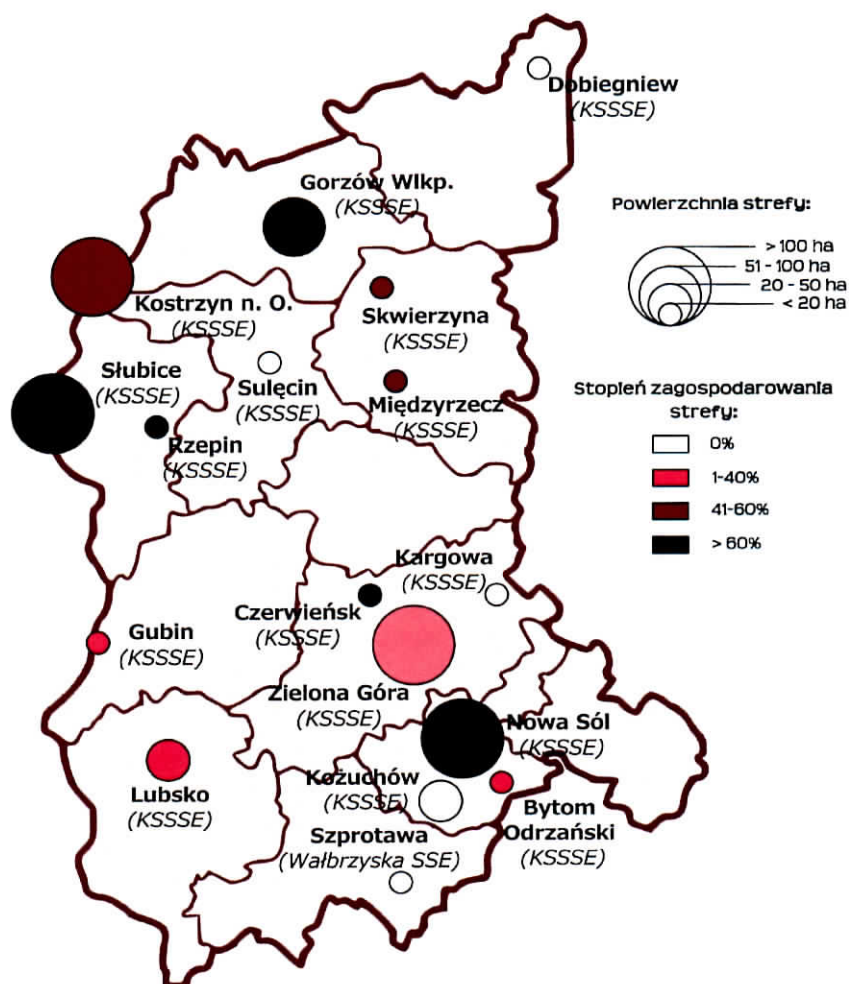 Dobiegniew
(KSSSE)
Gorzów Wlkp.
(KSSSE)
Powierzchnia strefy:
> 100 ha
51 - 100 ha
20 - 50 ha
< 20 ha
Kostrzyn n. O.
(KSSSE)
Skwierzyna
(KSSSE)
Słubice
(KSSSE)
Sulęcin
(KSSSE)
Międzyrzecz
(KSSSE)
Rzepin
(KSSSE)
Stopień zagospodarowania
strefy:
0%
1-40%
41-60%
> 60%
Kargowa
(KSSSE)
Czerwieńsk
(KSSSE)
Gubin
(KSSSE)
Zielona Góra
(KSSSE)
Nowa Sól
(KSSSE)
Lubsko
(KSSSE)
Kożuchów
(KSSSE)
Bytom
Odrzański
(KSSSE)
Szprotawa
(Wałbrzyska SSE)